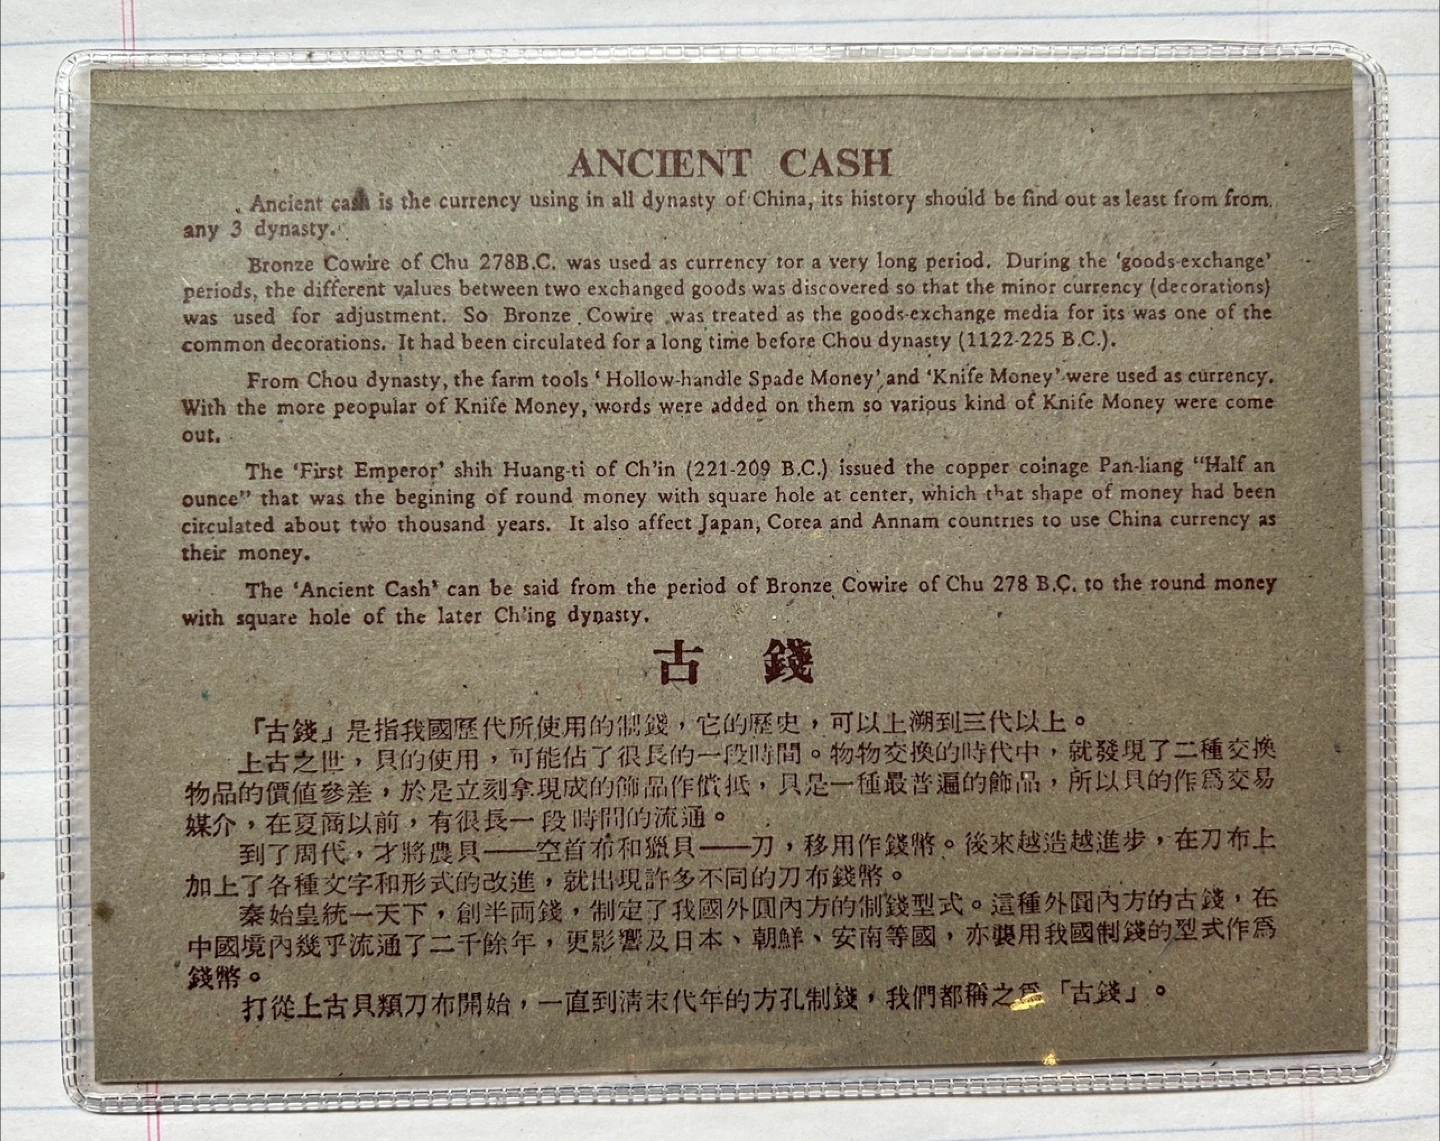 ANCIENT CASH
Ancient cash is the currency using in all dynasty of China, its history should be find out as least from from.
any 3 dynasty.
Bronze Cowire of Chu 278B.C. was used as currency for a very long period. During the 'goods-exchange'
periods, the different values between two exchanged goods was discovered so that the minor currency (decorations)
was used for adjustment. So Bronze Cowire was treated as the goods-exchange media for its was one of the
common decorations. It had been circulated for a long time before Chou dynasty (1122-225 B.C.).
From Chou dynasty, the farm tools 'Hollow-handle Spade Money' and 'Knife Money' were used as currency.
With the more peopular of Knife Money, words were added on them so various kind of Knife Money were come
out.
The 'First Emperor' shih Huang-ti of Ch'in (221-209 B.C.) issued the copper coinage Pan-liang "Half an
ounce" that was the begining of round money with square hole at center, which that shape of money had been
circulated about two thousand years. It also affect Japan, Corea and Annam countries to use China currency as
their money.
The 'Ancient Cash' can be said from the period of Bronze Cowire of Chu 278 B.C. to the round money
with square hole of the later Ch'ing dynasty.
古 錢
「古錢」是指我國歷代所使用的制錢，它的歷史，可以上溯到三代以上。
上古之世，貝的使用，可能佔了很長的一段時間。物物交換的時代中，就發現了二種交換
物品的價值參差，於是立刻拿現成的飾品作償抵，只是一種最普遍的飾品，所以貝的作爲交易
媒介，在夏商以前，有很長一段時間的流通。
到了周代，才將農具——空首布和獵具——刀，移用作錢幣。後來越造越進步，在刀布上
加上了各種文字和形式的改進，就出現許多不同的刀布錢幣。
秦始皇統一天下，創半両錢，制定了我國外圓內方的制錢型式。這種外圓內方的古錢，在
中國境內幾乎流通了二千餘年，更影響及日本、朝鮮、安南等國，亦襲用我國制錢的型式作爲
錢幣。
打從上古貝類刀布開始，一直到清末代年的方孔制錢，我們都稱之爲「古錢」。